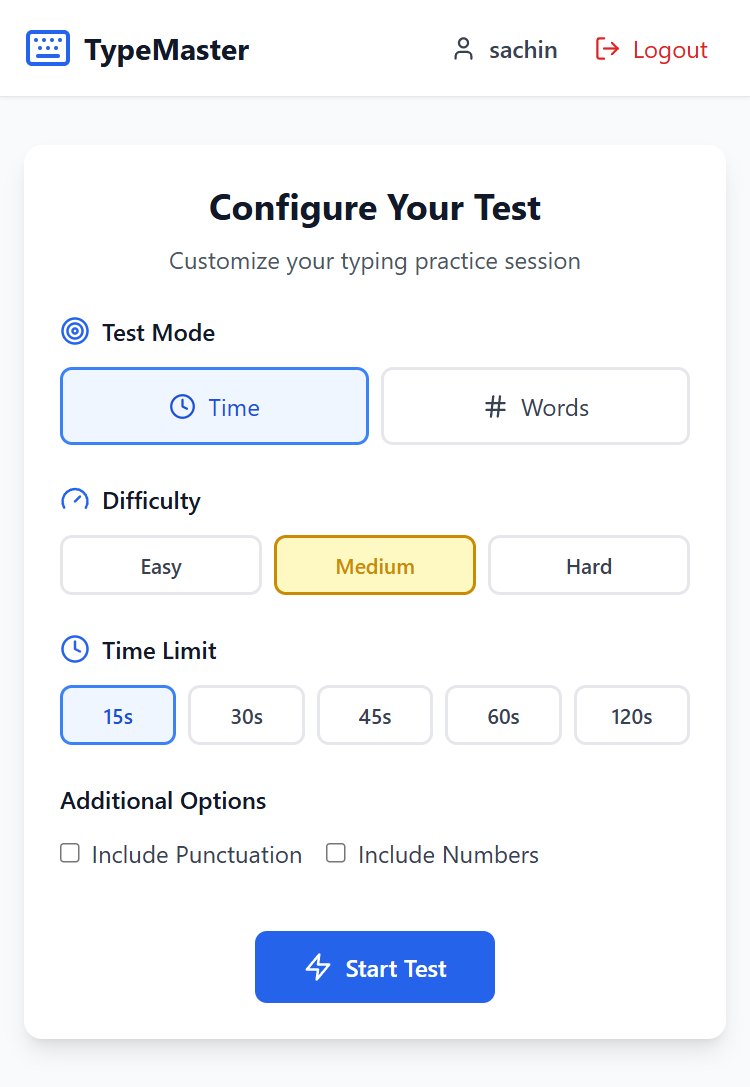 TypeMaster sachin Logout
Configure Your Test
Customize your typing practice session
Test Mode
Time # Words
Difficulty
Easy Medium Hard
Time Limit
15s 30s 45s 60s 120s
Additional Options
Include Punctuation Include Numbers
Start Test